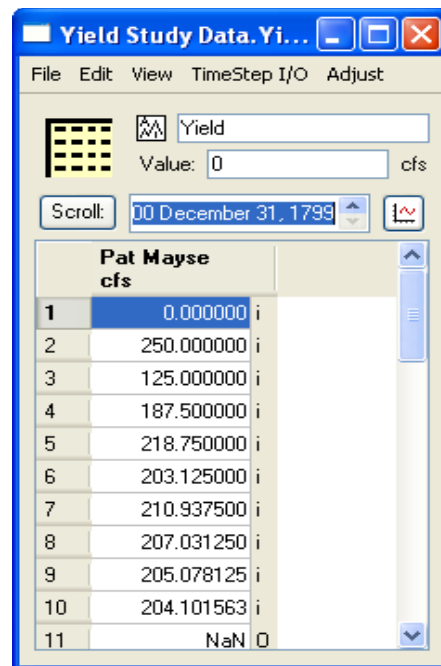 Yield Study Data.Yi...
File Edit View TimeStep I/O Adjust
Yield
Value: 0 cfs
Scroll: 00 December 31, 1799
Pat Mayse
cfs
1 0.000000 i
2 250.000000 i
3 125.000000 i
4 187.500000 i
5 218.750000 i
6 203.125000 i
7 210.937500 i
8 207.031250 i
9 205.078125 i
10 204.101563 i
11 NaN O